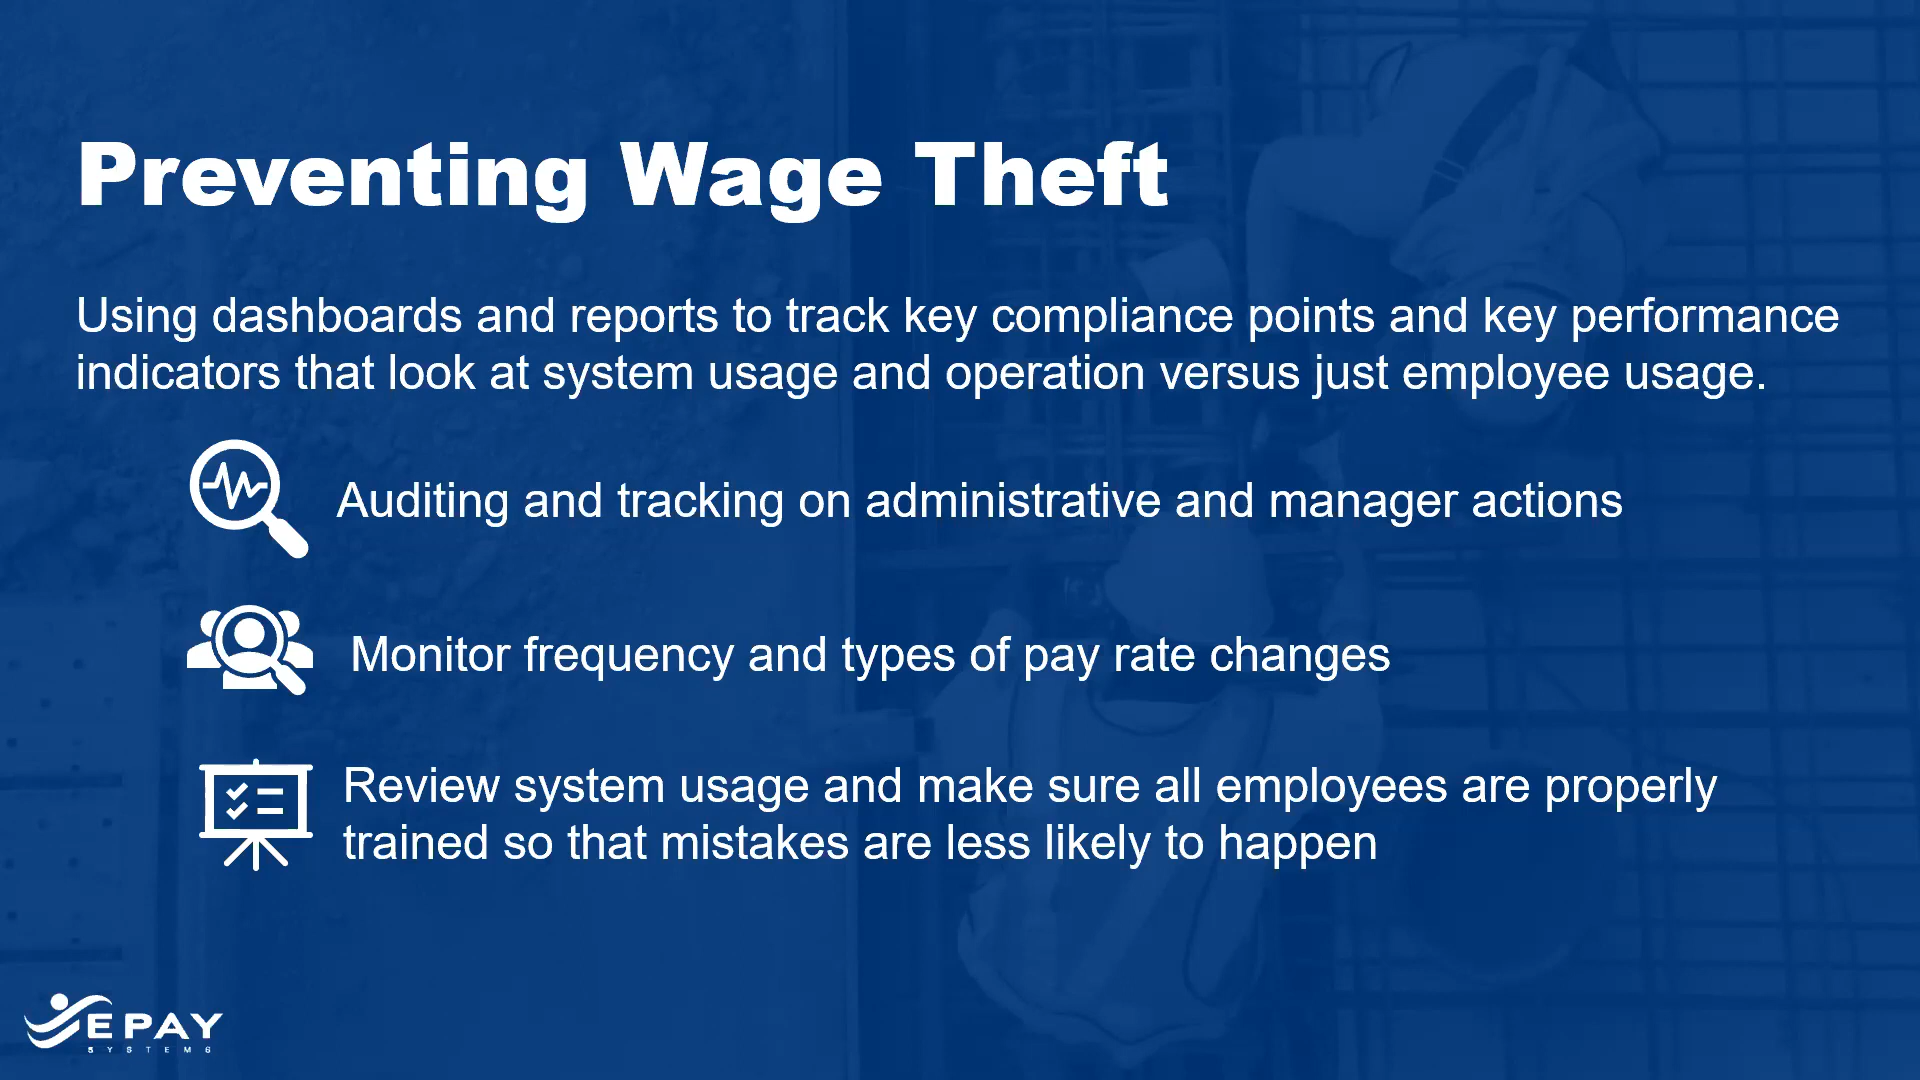 Preventing Wage Theft
Using dashboards and reports to track key compliance points and key performance
indicators that look at system usage and operation versus just employee usage.
Auditing and tracking on administrative and manager actions
Monitor frequency and types of pay rate changes
Review system usage and make sure all employees are properly
trained so that mistakes are less likely to happen
EPAY
SYSTEMS